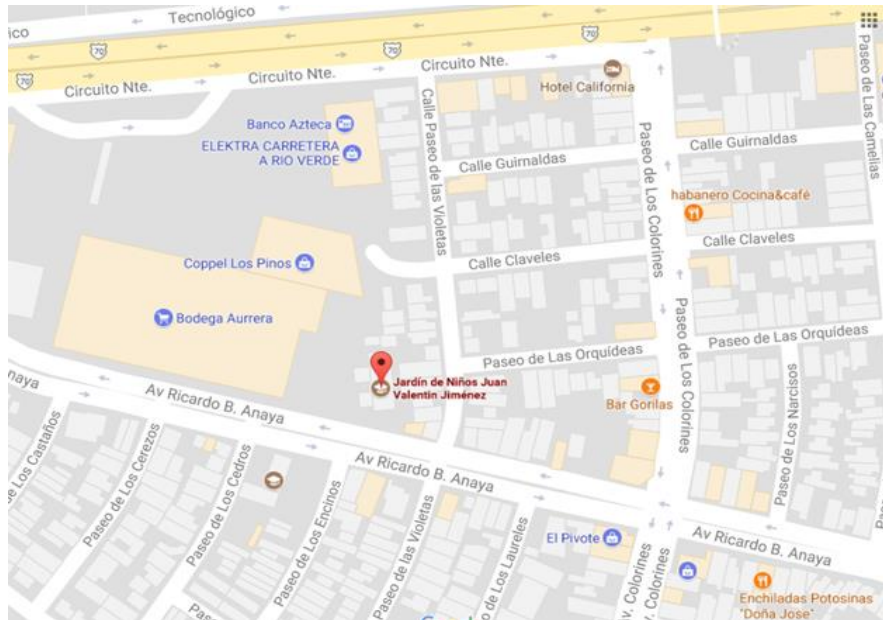 Tecnológico
ico
70
70
70
70
Circuito Nte.
Circuito Nte.
Circuito Nte.
Hotel California
Paseo de Las Camelias
Banco Azteca
ELEKTRA CARRETERA
A RIO VERDE
Calle Paseo de las Violetas
Calle Guirnaldas
Calle Guirnaldas
Paseo de Los Colorines
habanero Cocina&café
Coppel Los Pinos
Calle Claveles
Calle Claveles
Bodega Aurrera
Paseo de Las Orquídeas
Paseo de Las Orquídeas
Paseo de Los Colorines
Jardín de Niños Juan
Valentin Jiménez
Bar Gorilas
naya
Av Ricardo B. Anaya
Paseo de Los Narcisos
Paseo
de Los Castaños
Paseo de Los Cerezos
Paseo de Los Cedros
Paseo de Los Encinos
Av Ricardo B. Anaya
Paseo de las Violetas
Paseo de Los Laureles
El Pivote
Av Ricardo B. Anaya
v. Colorines
v. Colorines
Paseo
Enchiladas Potosinas
"Doña Jose"